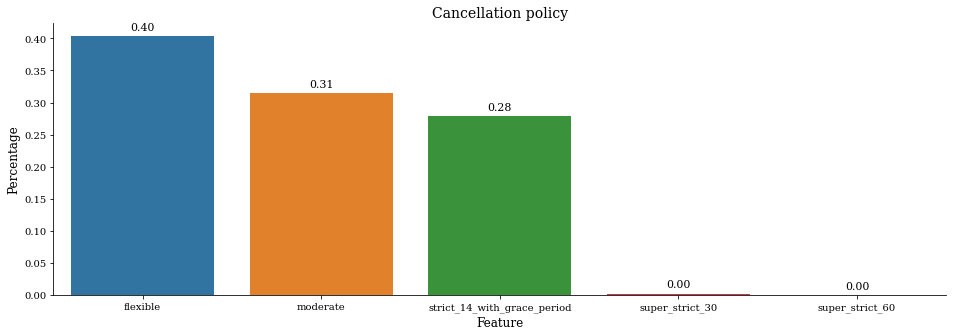 Cancellation policy
0.40
0.31
0.28
0.00
0.00
Percentage
0.40
0.35
0.30
0.25
0.20
0.15
0.10
0.05
0.00
flexible
moderate
strict_14_with_grace_period
super_strict_30
super_strict_60
Feature